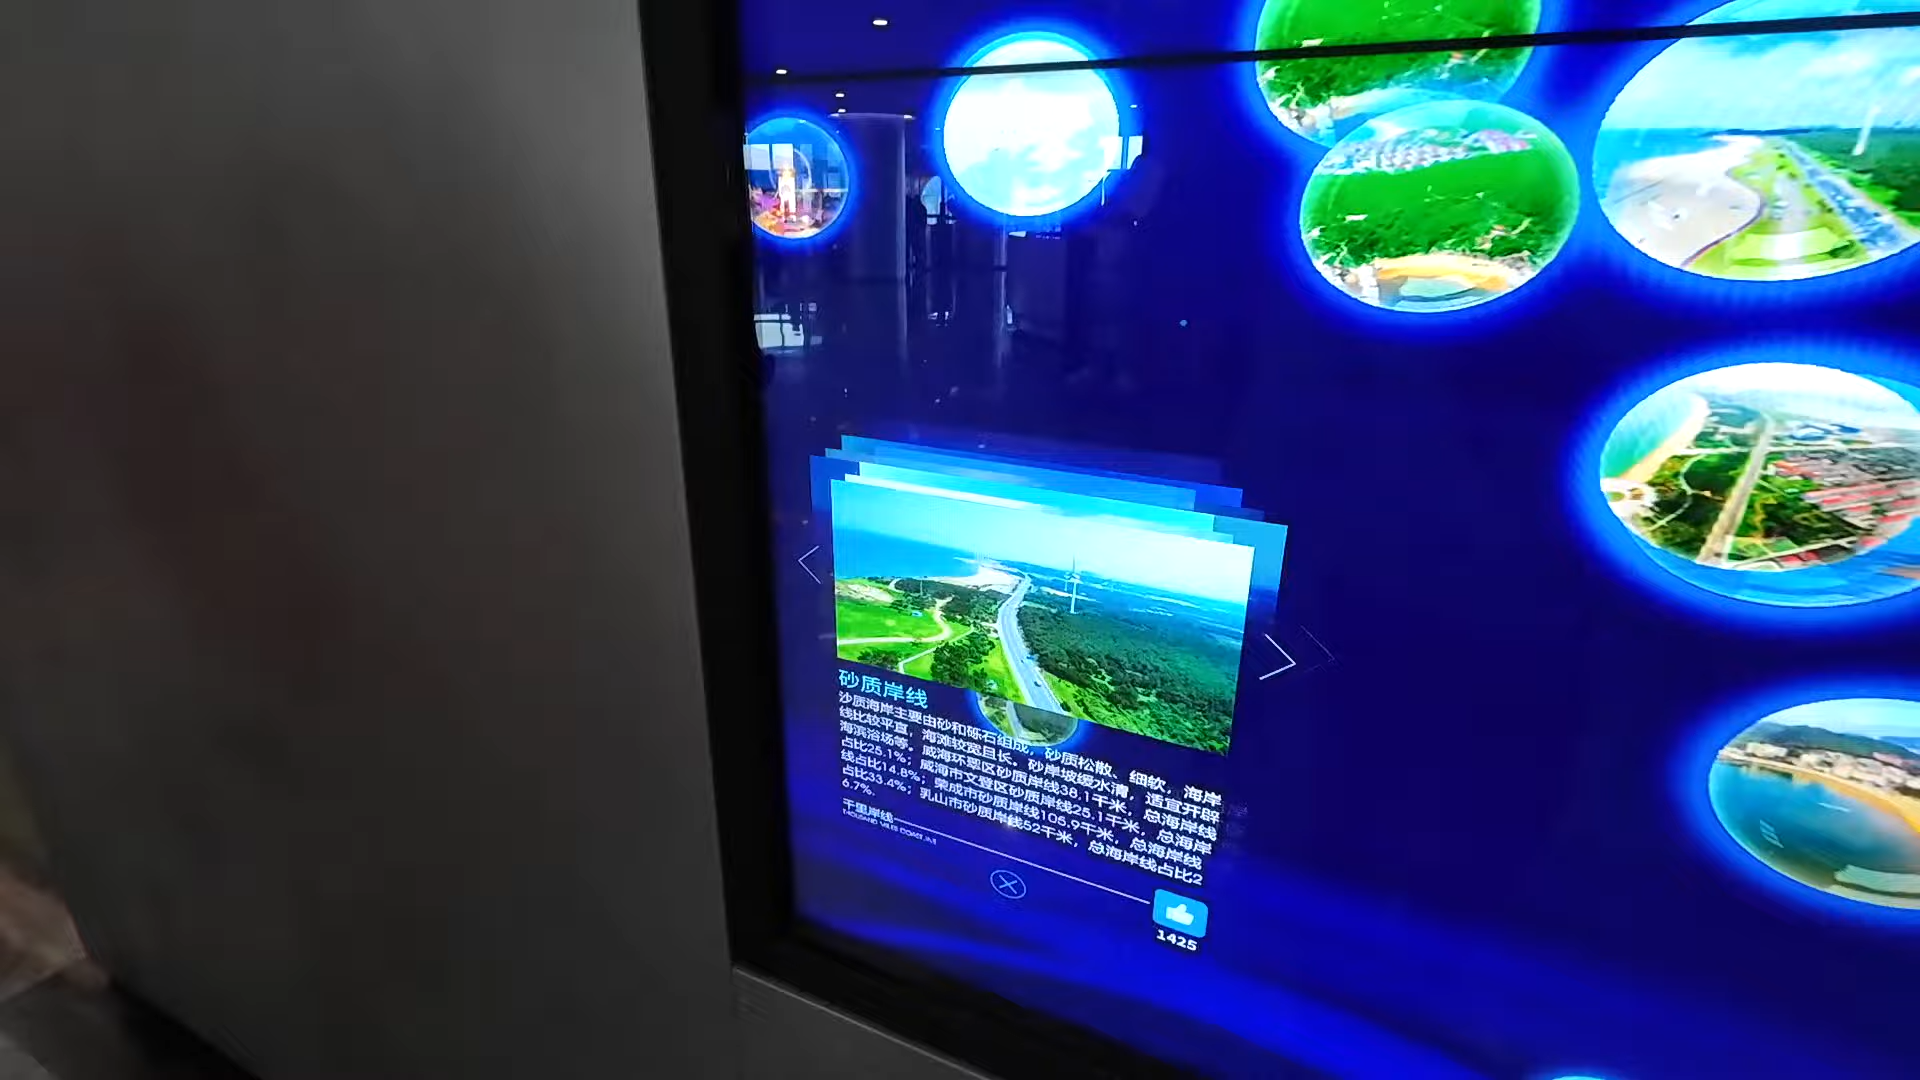 砂质岸线
沙质海岸主要由砂和砾石组成，砂质松散、细软，海岸
线比较平直，海滩较宽且长。砂岸坡缓水清，适宜开辟
海滨浴场等。威海环翠区砂质岸线38.1千米，总海岸线
占比25.1%；威海市文登区砂质岸线25.1千米，总海岸
线占比14.8%；荣成市砂质岸线105.9千米，总海岸线
占比33.4%；乳山市砂质岸线52千米，总海岸线占比2
6.7%.
千里岸线
THOUSAND MILES COASTLINE
1425